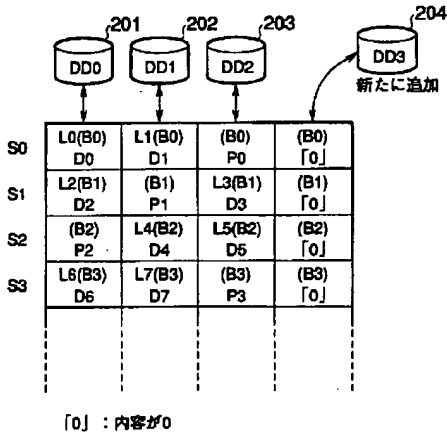 201
202
203
204
DD0
DD1
DD2
DD3
新たに追加
S0
L0(B0)
D0
L1(B0)
D1
(B0)
P0
(B0)
「0」
S1
L2(B1)
D2
(B1)
P1
L3(B1)
D3
(B1)
「0」
S2
(B2)
P2
L4(B2)
D4
L5(B2)
D5
(B2)
「0」
S3
L6(B3)
D6
L7(B3)
D7
(B3)
P3
(B3)
「0」
「0」：内容が0